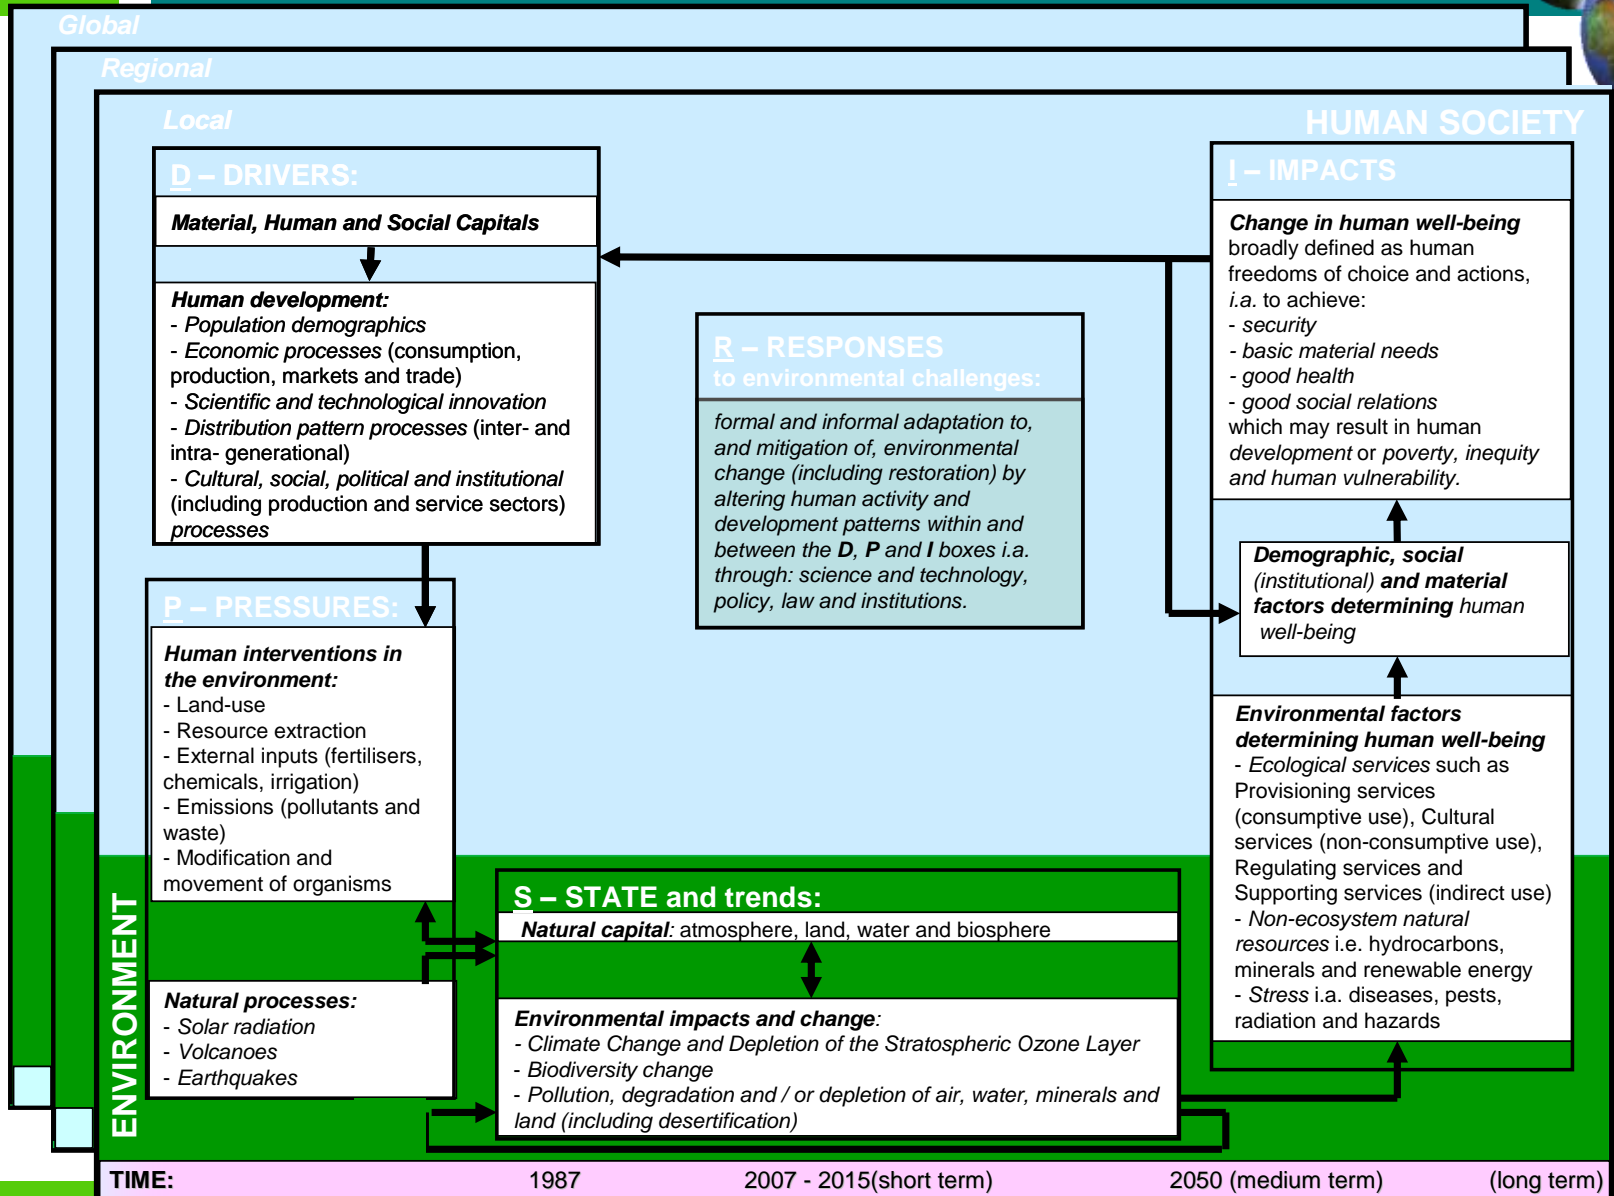 Global
Regional
Local
HUMAN SOCIETY
D – DRIVERS:
Material, Human and Social Capitals
Human development:
- Population demographics
- Economic processes (consumption,
production, markets and trade)
- Scientific and technological innovation
- Distribution pattern processes (inter- and
intra- generational)
- Cultural, social, political and institutional
(including production and service sectors)
processes
P – PRESSURES:
Human interventions in
the environment:
- Land-use
- Resource extraction
- External inputs (fertilisers,
chemicals, irrigation)
- Emissions (pollutants and
waste)
- Modification and
movement of organisms
Natural processes:
- Solar radiation
- Volcanoes
- Earthquakes
R – RESPONSES
to environmental challenges:
formal and informal adaptation to,
and mitigation of, environmental
change (including restoration) by
altering human activity and
development patterns within and
between the D, P and I boxes i.a.
through: science and technology,
policy, law and institutions.
S – STATE and trends:
Natural capital: atmosphere, land, water and biosphere
Environmental impacts and change:
- Climate Change and Depletion of the Stratospheric Ozone Layer
- Biodiversity change
- Pollution, degradation and / or depletion of air, water, minerals and
land (including desertification)
I – IMPACTS
Change in human well-being
broadly defined as human
freedoms of choice and actions,
i.a. to achieve:
- security
- basic material needs
- good health
- good social relations
which may result in human
development or poverty, inequity
and human vulnerability.
Demographic, social
(institutional) and material
factors determining human
well-being
Environmental factors
determining human well-being
- Ecological services such as
Provisioning services
(consumptive use), Cultural
services (non-consumptive use),
Regulating services and
Supporting services (indirect use)
- Non-ecosystem natural
resources i.e. hydrocarbons,
minerals and renewable energy
- Stress i.a. diseases, pests,
radiation and hazards
ENVIRONMENT
TIME: 1987 2007 - 2015(short term) 2050 (medium term) (long term)